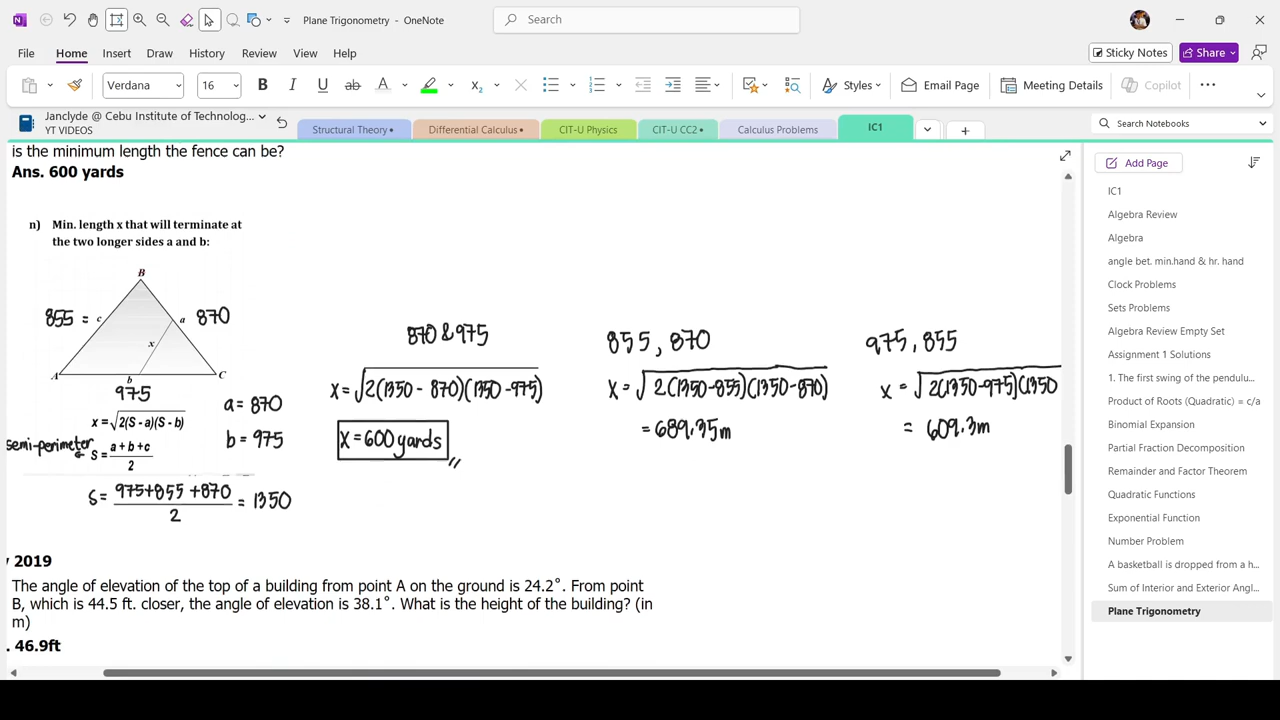 Plane Trigonometry - OneNote
Search
File Home Insert Draw History Review View Help
Sticky Notes
Share
Verdana
16
B I U ab A
Styles
Email Page
Meeting Details
Copilot
Janclyde @ Cebu Institute of Technolog...
YT VIDEOS
Structural Theory
Differential Calculus
CIT-U Physics
CIT-U CC2
Calculus Problems
IC1
Search Notebooks
is the minimum length the fence can be?
Ans. 600 yards
n) Min. length x that will terminate at
the two longer sides a and b:
B
855 = c
a 870
x
A
b
C
975
x = √2(S - a)(S - b)
semi-perimeter
S = a + b + c / 2
a = 870
b = 975
S = 975+855+870 / 2 = 1350
870 & 975
x = √2(1350 - 870)(1350 - 975)
x = 600 yards
855, 870
x = √2(1350-855)(1350-870)
= 689.35m
975, 855
x = √2(1350-975)(1350
= 609.3m
2019
The angle of elevation of the top of a building from point A on the ground is 24.2°. From point
B, which is 44.5 ft. closer, the angle of elevation is 38.1°. What is the height of the building? (in
m)
. 46.9ft
Add Page
IC1
Algebra Review
Algebra
angle bet. min.hand & hr. hand
Clock Problems
Sets Problems
Algebra Review Empty Set
Assignment 1 Solutions
1. The first swing of the pendulu...
Product of Roots (Quadratic) = c/a
Binomial Expansion
Partial Fraction Decomposition
Remainder and Factor Theorem
Quadratic Functions
Exponential Function
Number Problem
A basketball is dropped from a h...
Sum of Interior and Exterior Angl...
Plane Trigonometry